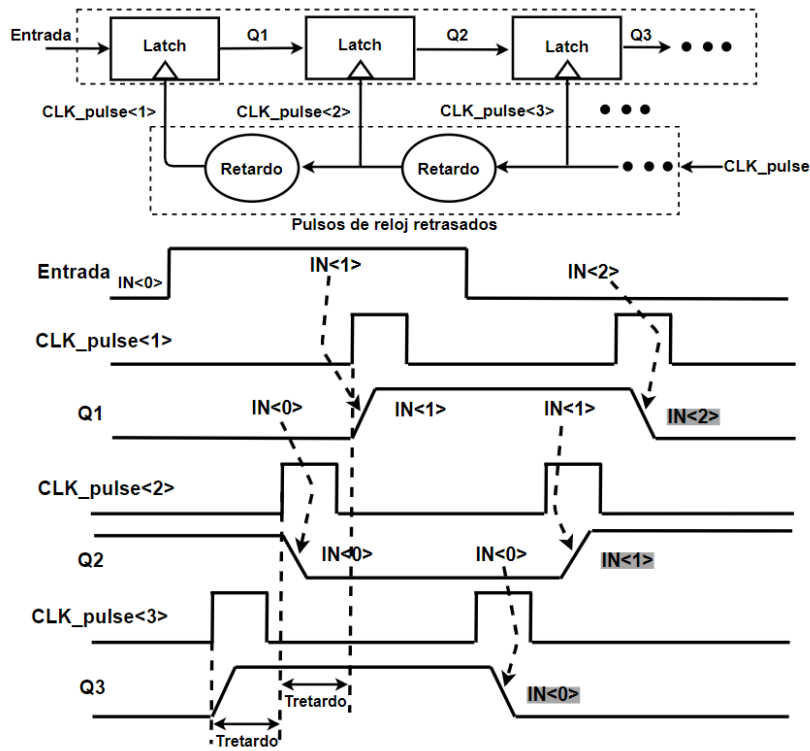 Entrada
Latch
Q1
Latch
Q2
Latch
Q3
CLK_pulse<1>
CLK_pulse<2>
CLK_pulse<3>
Retardo
Retardo
CLK_pulse
Pulsos de reloj retrasados
Entrada
IN<0>
IN<1>
IN<2>
CLK_pulse<1>
Q1
IN<0>
IN<1>
IN<1>
IN<2>
CLK_pulse<2>
Q2
IN<0>
IN<0>
IN<1>
CLK_pulse<3>
Q3
Tretardo
IN<0>
Tretardo